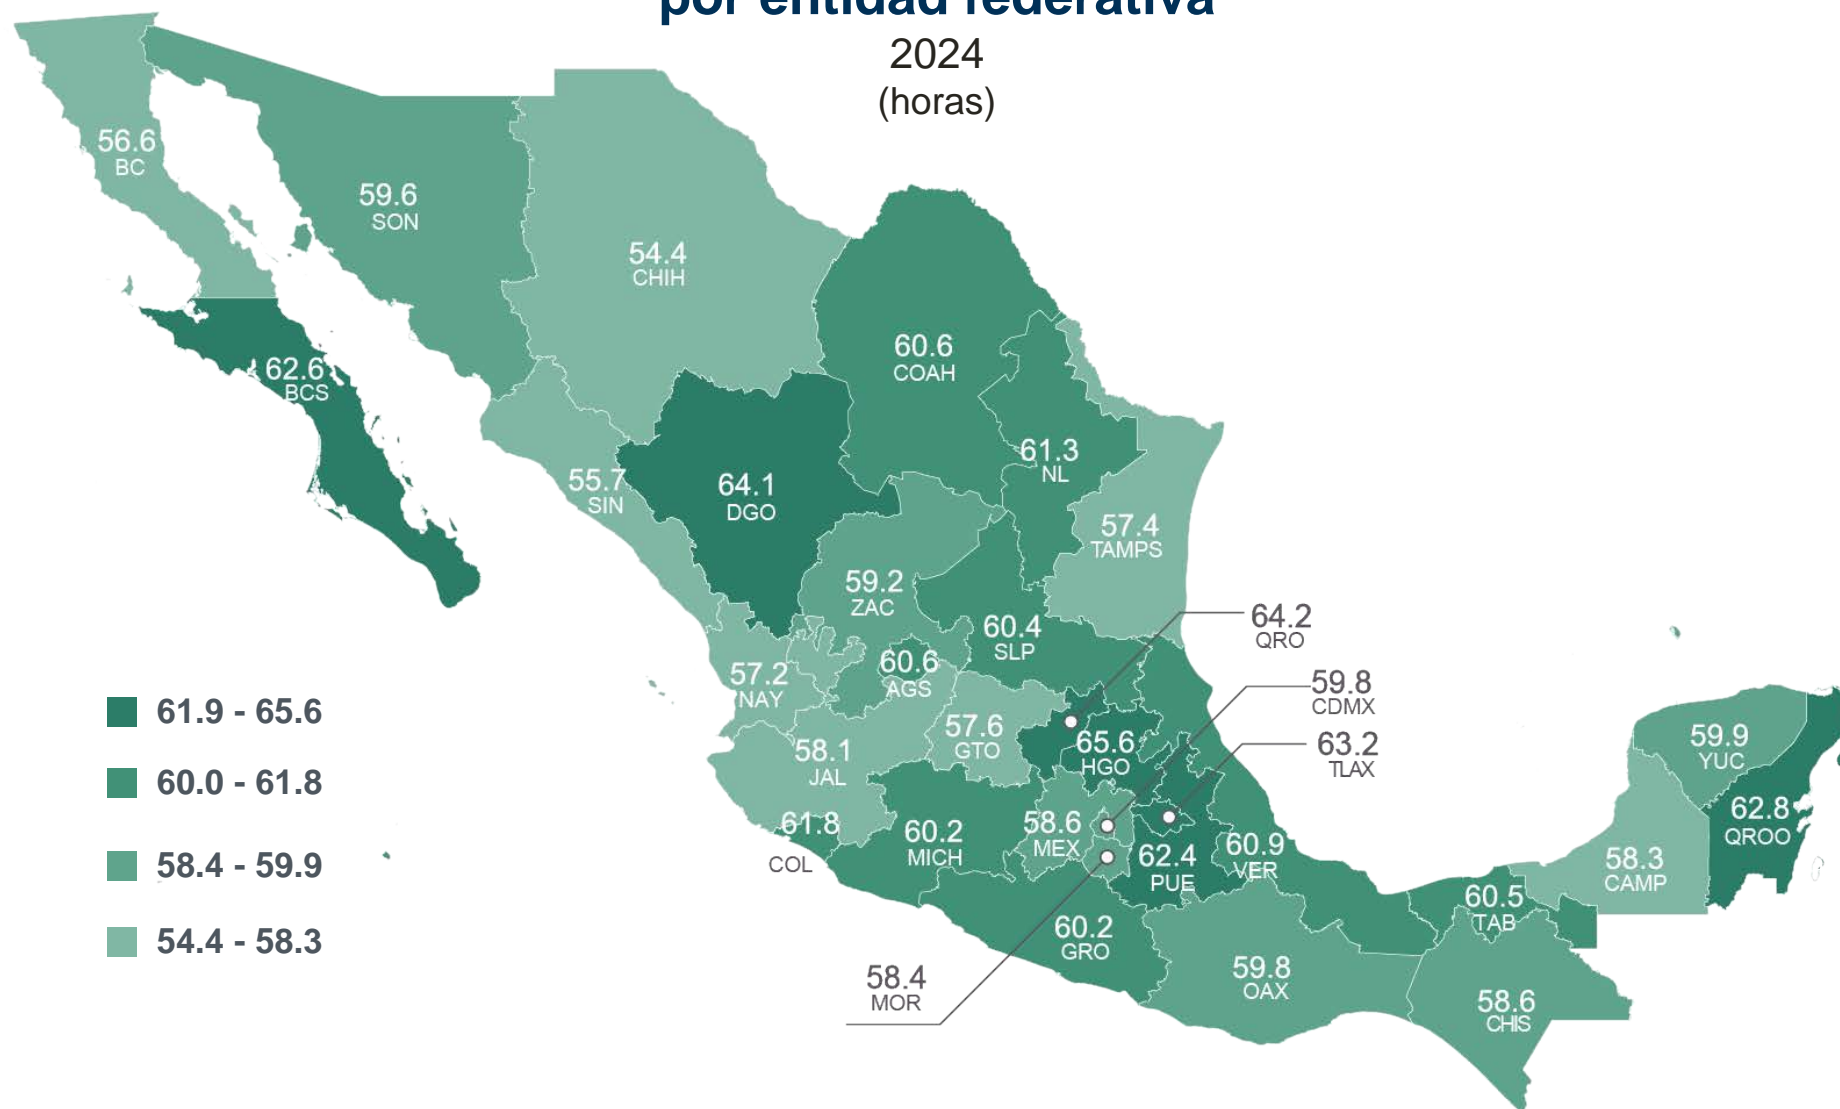 por entidad federativa
2024
(horas)
56.6
BC
59.6
SON
54.4
CHIH
62.6
BCS
60.6
COAH
61.3
NL
55.7
SIN
64.1
DGO
57.4
TAMPS
59.2
ZAC
60.4
SLP
64.2
QRO
57.2
NAY
60.6
AGS
59.8
CDMX
57.6
GTO
58.1
JAL
65.6
HGO
63.2
TLAX
59.9
YUC
61.8
COL
60.2
MICH
58.6
MEX
62.4
PUE
60.9
VER
62.8
QROO
58.3
CAMP
60.5
TAB
60.2
GRO
58.4
MOR
59.8
OAX
58.6
CHIS
61.9 - 65.6
60.0 - 61.8
58.4 - 59.9
54.4 - 58.3